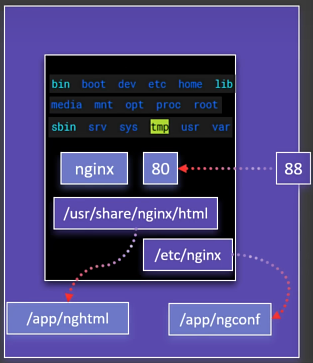 bin boot dev etc home lib
media mnt opt proc root
sbin srv sys tmp usr var
nginx 80 88
/usr/share/nginx/html
/etc/nginx
/app/nghtml /app/ngconf